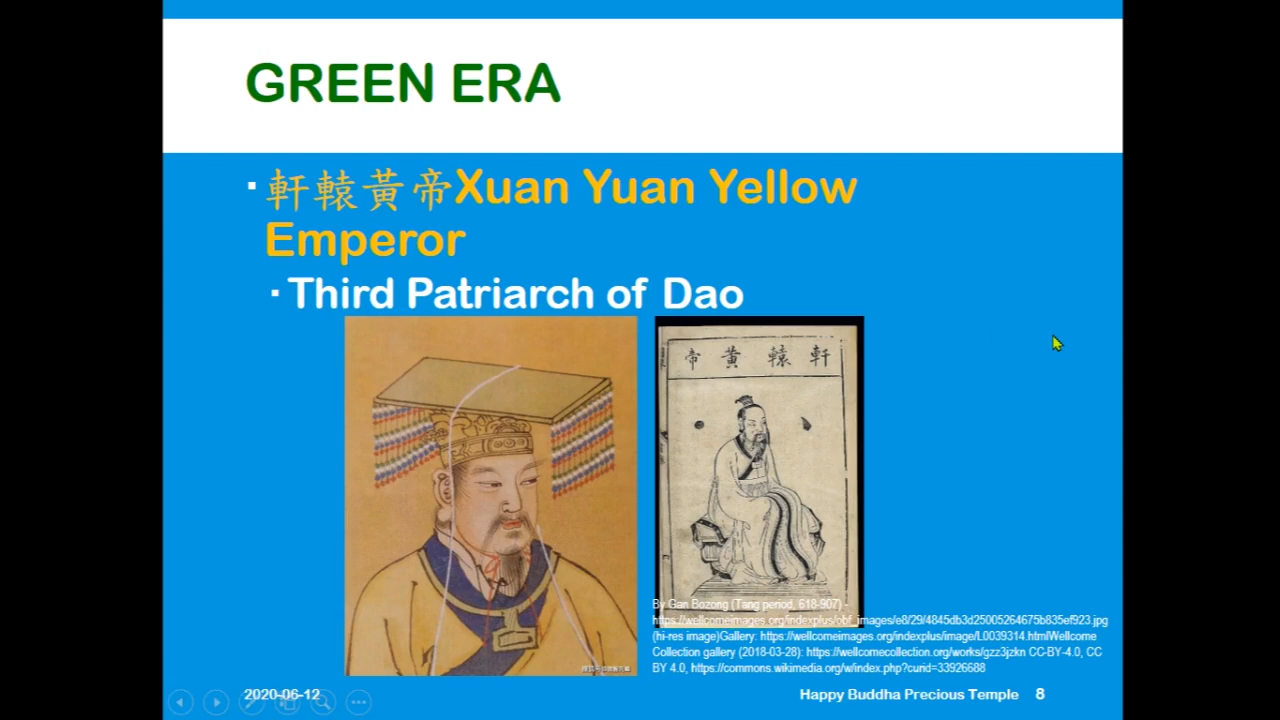 GREEN ERA
▪ 軒轅黃帝Xuan Yuan Yellow
Emperor
▪ Third Patriarch of Dao
帝黃轅軒
By Gan Bozong (Tang period, 618-907) -
https://wellcomeimages.org/indexplus/obf_images/e8/29/4845db3d25005264675b835ef923.jpg
(hi-res image)Gallery: https://wellcomeimages.org/indexplus/image/L0039314.htmlWellcome
Collection gallery (2018-03-28): https://wellcomecollection.org/works/gzz3jzkn CC-BY-4.0, CC
BY 4.0, https://commons.wikimedia.org/w/index.php?curid=33926688
2020-06-12
Happy Buddha Precious Temple 8